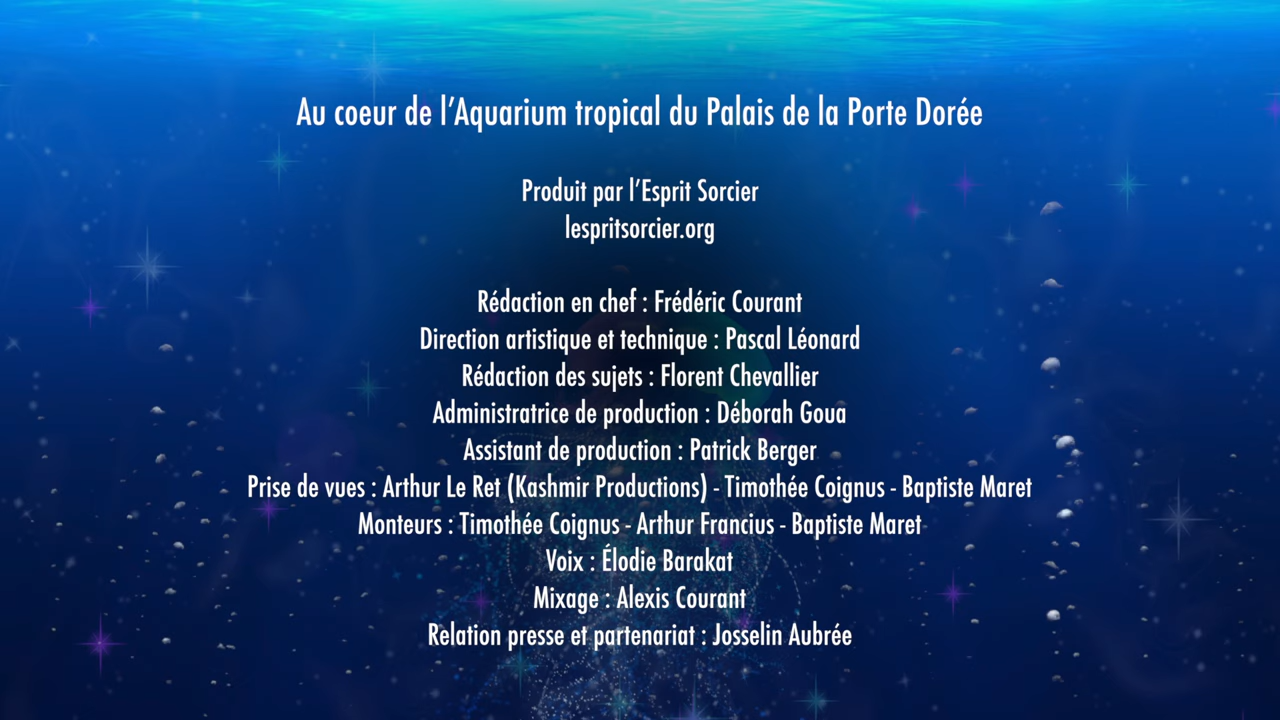 Au coeur de l'Aquarium tropical du Palais de la Porte Dorée
Produit par l'Esprit Sorcier
lespritsorcier.org
Rédaction en chef : Frédéric Courant
Direction artistique et technique : Pascal Léonard
Rédaction des sujets : Florent Chevallier
Administratrice de production : Déborah Goua
Assistant de production : Patrick Berger
Prise de vues : Arthur Le Ret (Kashmir Productions) - Timothée Coignus - Baptiste Maret
Monteurs : Timothée Coignus - Arthur Francius - Baptiste Maret
Voix : Élodie Barakat
Mixage : Alexis Courant
Relation presse et partenariat : Josselin Aubrée